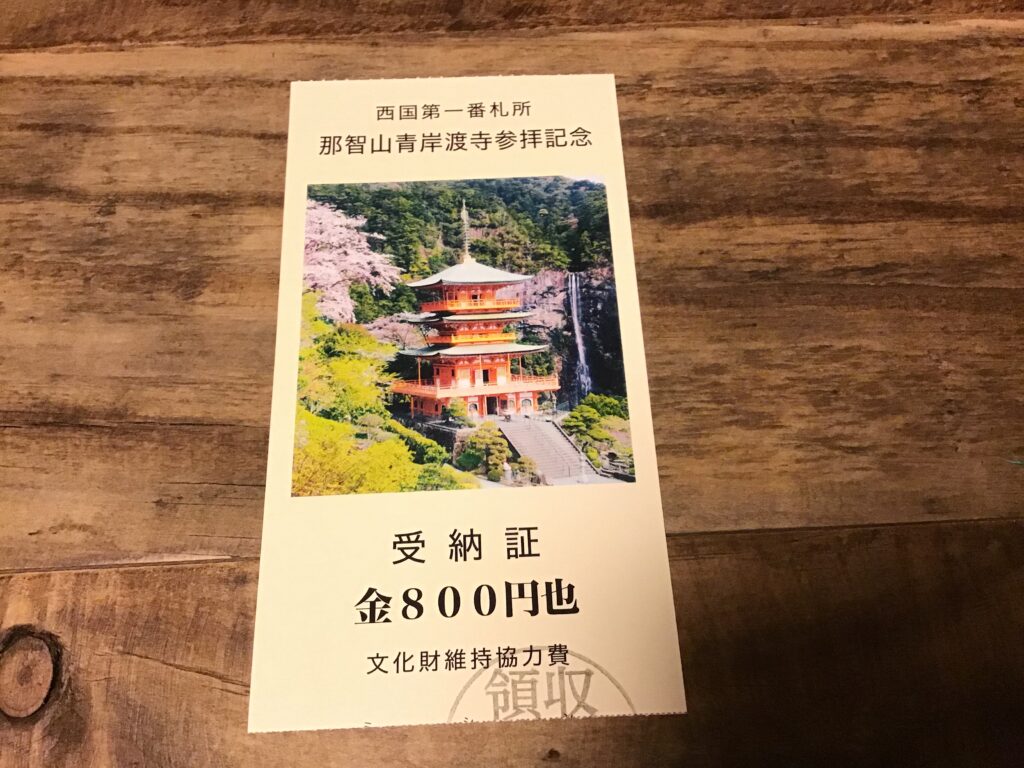 西国第一番札所
那智山青岸渡寺参拝記念
受納証
金８００円也
文化財維持協力費
領収